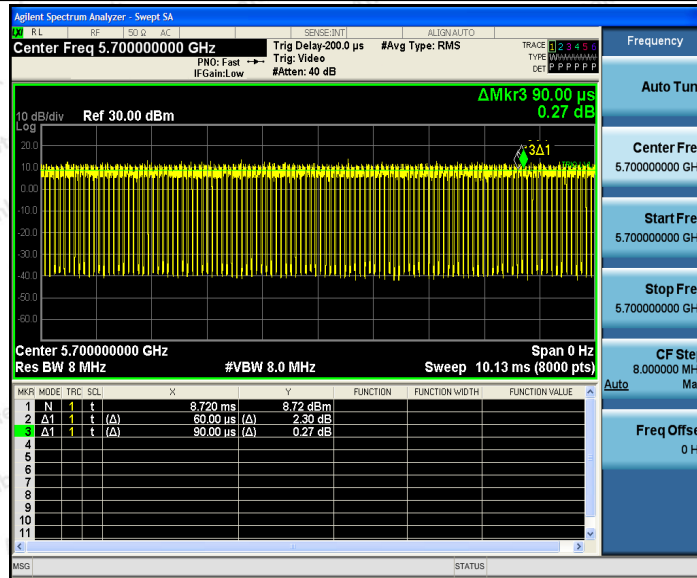 Agilent Spectrum Analyzer - Swept SA
LXI RL RF 50 Ω AC SENSE:INT ALIGNAUTO
Center Freq 5.700000000 GHz
PNO: Fast
IFGain:Low
Trig Delay-200.0 µs
Trig: Video
#Atten: 40 dB
#Avg Type: RMS
TRACE 1 2 3 4 5 6
TYPE
DET P P P P P P
ΔMkr3 90.00 µs
0.27 dB
10 dB/div Ref 30.00 dBm
Log
20.0
10.0
0.00
-10.0
-20.0
-30.0
-40.0
-50.0
-60.0
3Δ1
Center 5.700000000 GHz Span 0 Hz
Res BW 8 MHz #VBW 8.0 MHz Sweep 10.13 ms (8000 pts)
MKR MODE TRC SCL X Y FUNCTION FUNCTION WIDTH FUNCTION VALUE
1 N 1 t 8.720 ms 8.72 dBm
2 Δ1 1 t (Δ) 60.00 µs (Δ) 2.30 dB
3 Δ1 1 t (Δ) 90.00 µs (Δ) 0.27 dB
4
5
6
7
8
9
10
11
MSG STATUS
Frequency
Auto Tun
Center Fre
5.700000000 GH
Start Fre
5.700000000 GH
Stop Fre
5.700000000 GH
CF Ste
8.000000 MH
Auto Ma
Freq Offse
0 H